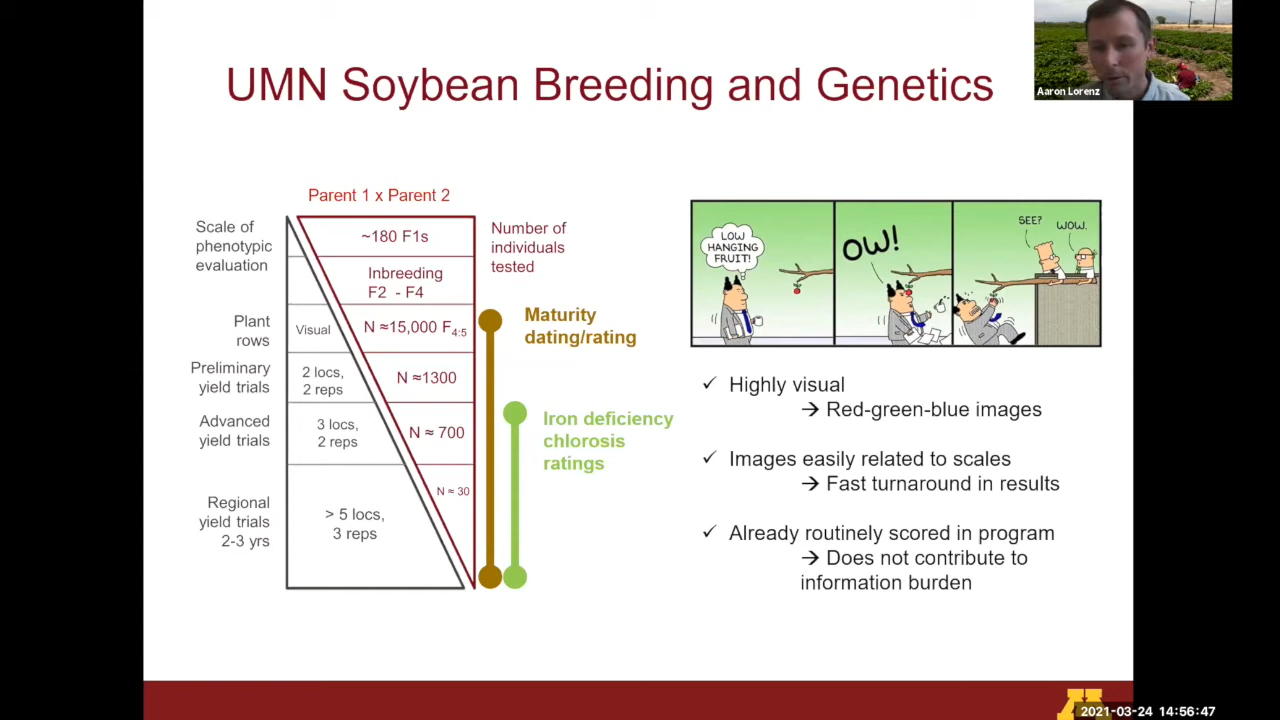 UMN Soybean Breeding and Genetics
Aaron Lorenz
Parent 1 x Parent 2
Scale of
phenotypic
evaluation
~180 F1s
Number of
individuals
tested
Inbreeding
F2 - F4
Plant
rows
Visual
N ≈15,000 F4:5
Maturity
dating/rating
Preliminary
yield trials
2 locs,
2 reps
N ≈1300
Advanced
yield trials
3 locs,
2 reps
N ≈ 700
Iron deficiency
chlorosis
ratings
Regional
yield trials
2-3 yrs
> 5 locs,
3 reps
N ≈ 30
LOW
HANGING
FRUIT!
OW!
SEE?
WOW.
✓ Highly visual
→ Red-green-blue images
✓ Images easily related to scales
→ Fast turnaround in results
✓ Already routinely scored in program
→ Does not contribute to
information burden
2021-03-24 14:56:47